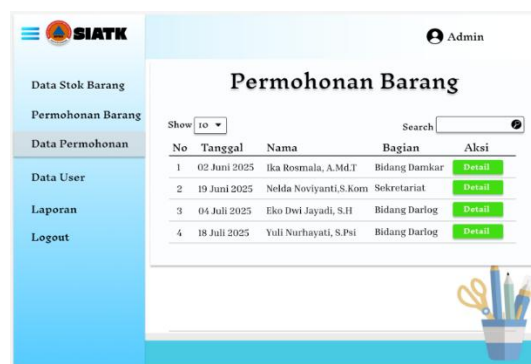 SIATK
Admin
Data Stok Barang
Permohonan Barang
Data Permohonan
Data User
Laporan
Logout
Permohonan Barang
Show 10
Search
No Tanggal Nama Bagian Aksi
1 02 Juni 2025 Ika Rosmala, A.Md.T Bidang Damkar Detail
2 19 Juni 2025 Nelda Noviyanti,S.Kom Sekretariat Detail
3 04 Juli 2025 Eko Dwi Jayadi, S.H Bidang Darlog Detail
4 18 Juli 2025 Yuli Nurhayati, S.Psi Bidang Darlog Detail